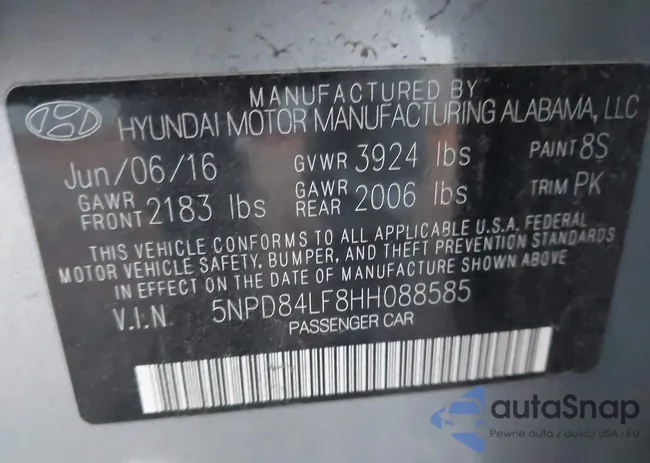 MANUFACTURED BY
HYUNDAI MOTOR MANUFACTURING ALABAMA, LLC
Jun/06/16 GVWR 3924 lbs PAINT 8S
GAWR FRONT 2183 lbs GAWR REAR 2006 lbs TRIM PK
THIS VEHICLE CONFORMS TO ALL APPLICABLE U.S.A. FEDERAL
MOTOR VEHICLE SAFETY, BUMPER, AND THEFT PREVENTION STANDARDS
IN EFFECT ON THE DATE OF MANUFACTURE SHOWN ABOVE
V.I.N. 5NPD84LF8HH088585
PASSENGER CAR
autaSnap
Pewne auta z aukcji USA - EU